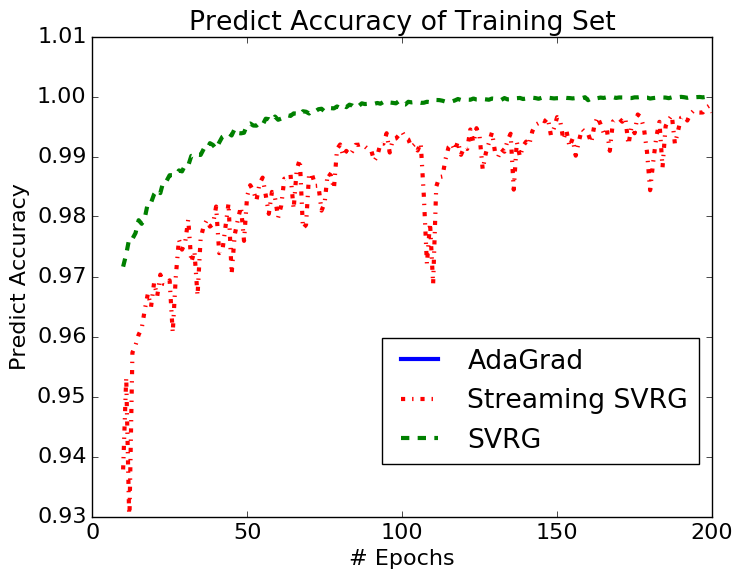 Predict Accuracy of Training Set
1.01
1.00
0.99
0.98
0.97
0.96
0.95
0.94
0.93
Predict Accuracy
AdaGrad
Streaming SVRG
SVRG
0 50 100 150 200
# Epochs